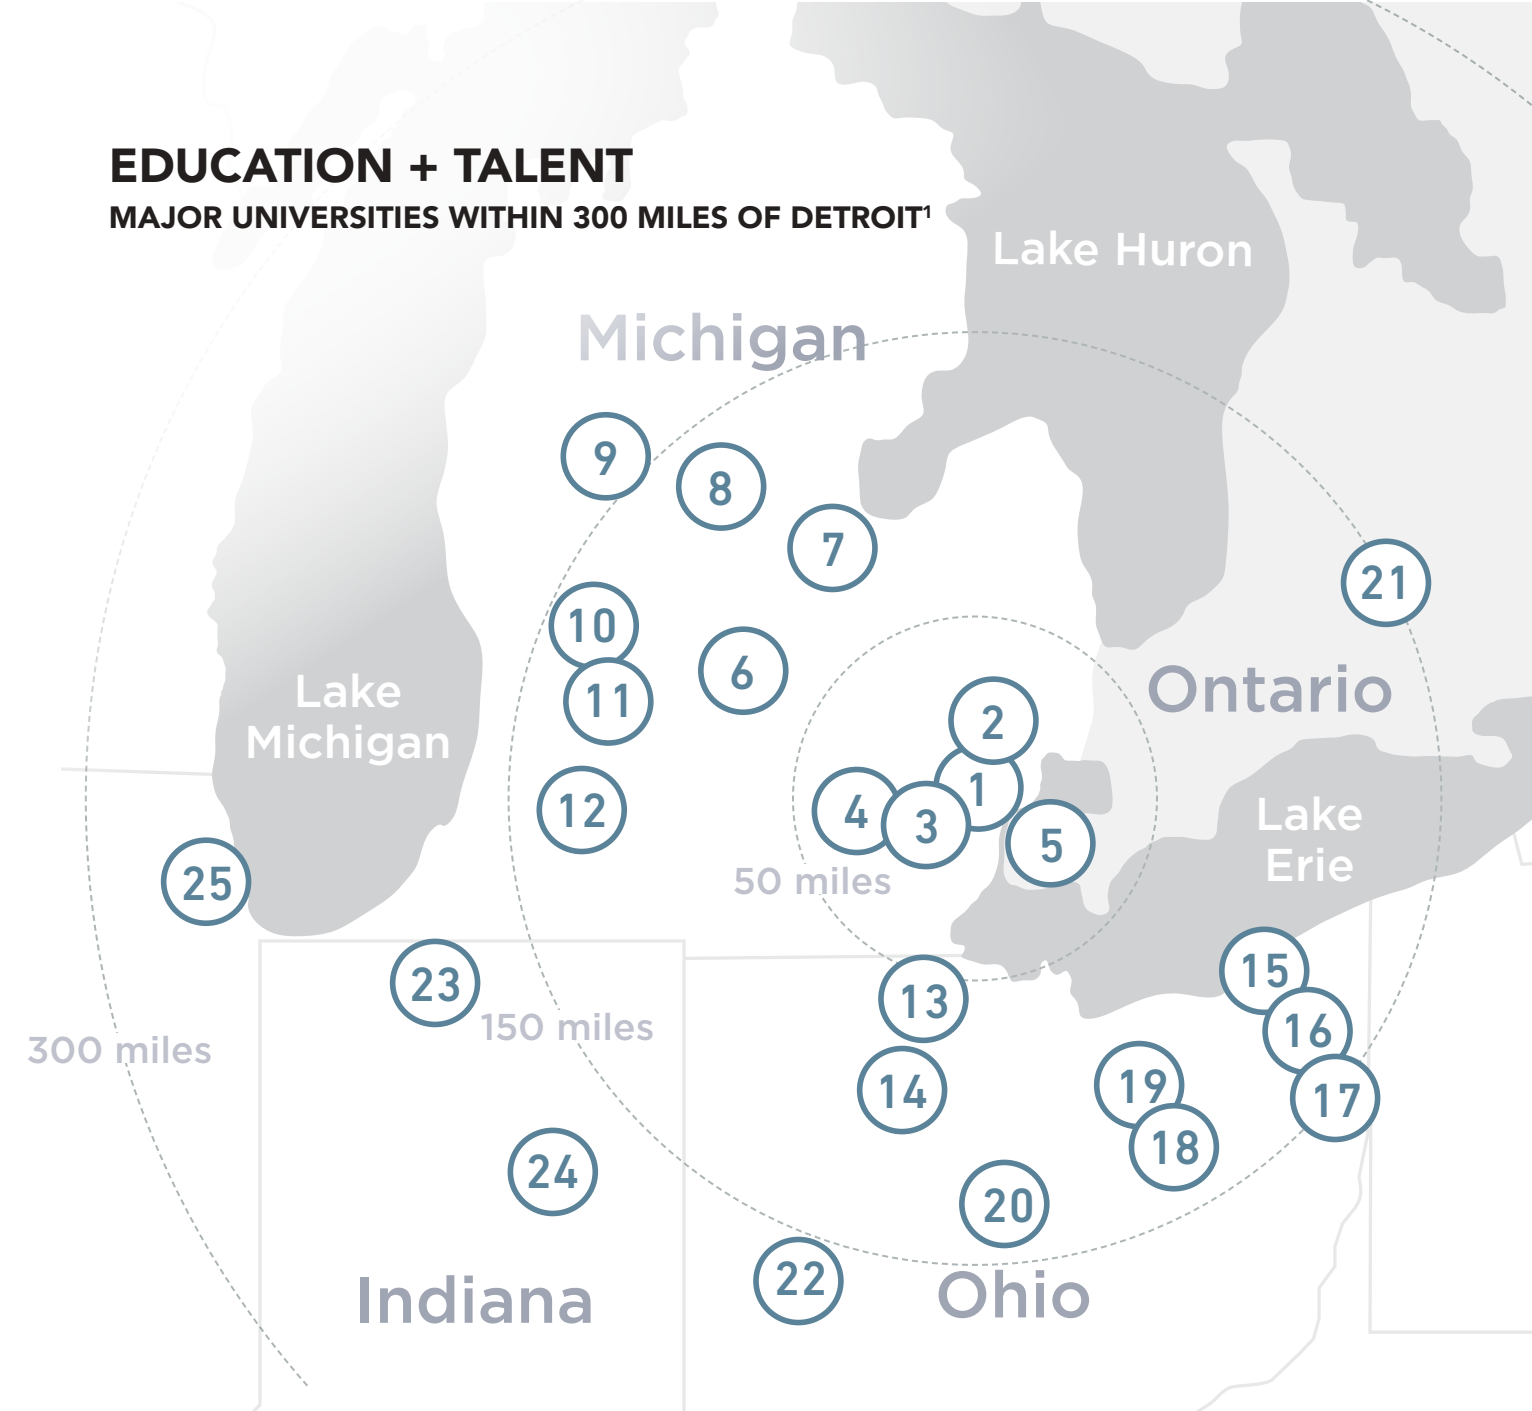 EDUCATION + TALENT
MAJOR UNIVERSITIES WITHIN 300 MILES OF DETROIT¹
Lake Huron
Michigan
9
8
7
21
10
6
11
Lake
Michigan
Ontario
2
1
12
4
3
5
Lake
Erie
25
50 miles
23
13
15
150 miles
16
300 miles
14
19
17
18
24
20
22
Indiana
Ohio